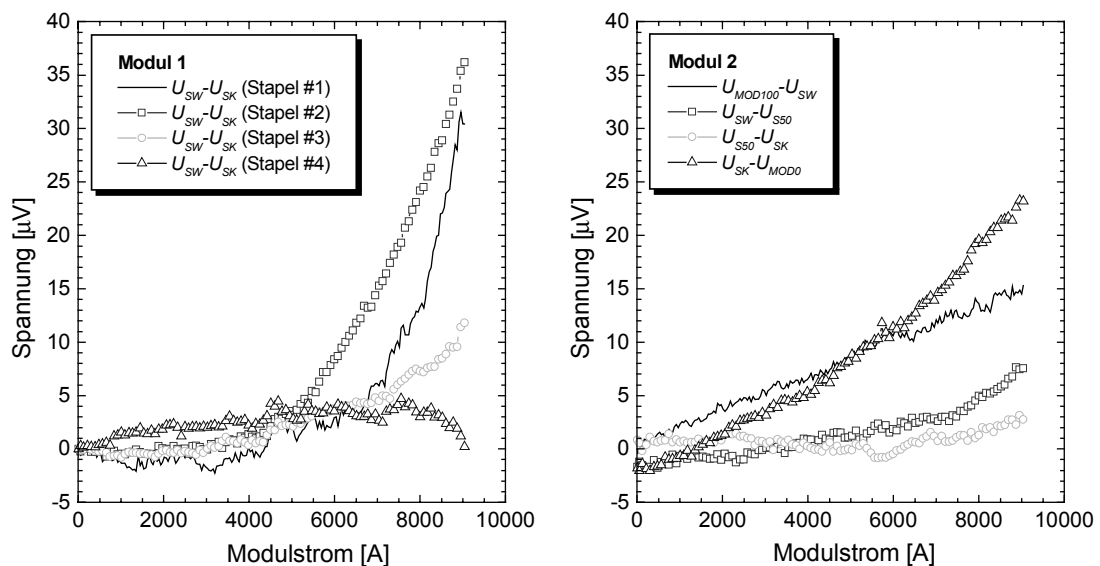 40
35
30
25
20
15
10
5
0
-5
Spannung [µV]
Modul 1
U_SW-U_SK (Stapel #1)
U_SW-U_SK (Stapel #2)
U_SW-U_SK (Stapel #3)
U_SW-U_SK (Stapel #4)
0 2000 4000 6000 8000 10000
Modulstrom [A]
40
35
30
25
20
15
10
5
0
-5
Spannung [µV]
Modul 2
U_MOD100-U_SW
U_SW-U_S50
U_S50-U_SK
U_SK-U_MOD0
0 2000 4000 6000 8000 10000
Modulstrom [A]